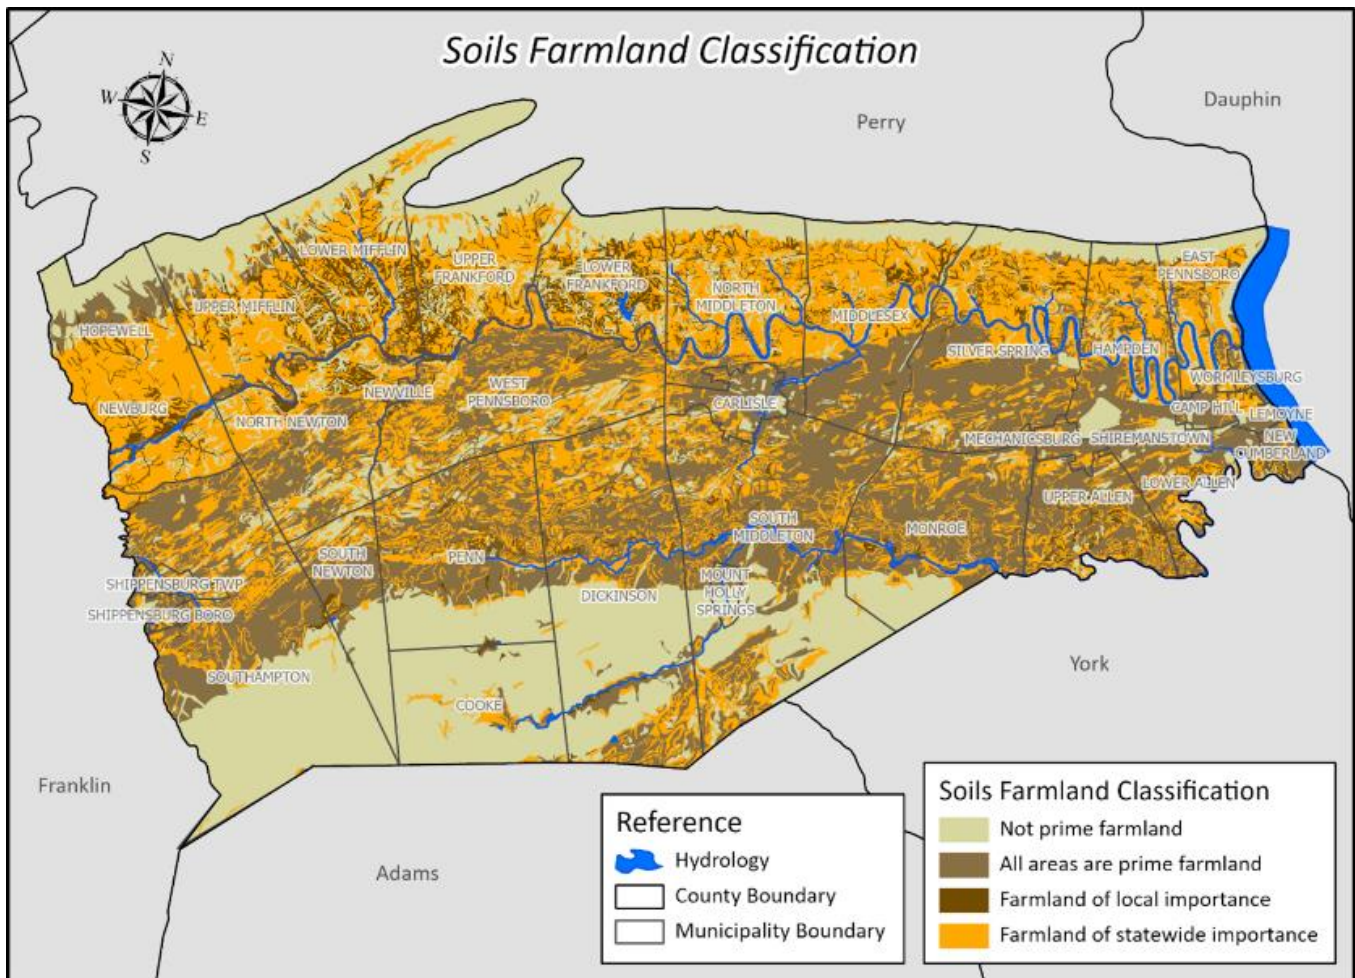 Soils Farmland Classification
N
W
E
S
Dauphin
Perry
LOWER MIFFLIN
UPPER
FRANKFORD
LOWER
FRANKFORD
EAST
PENNSBORO
NORTH
MIDDLETON
UPPER MIFFLIN
MIDDLESEX
HOPEWELL
SILVER SPRING
HAMPDEN
WORMLEYSBURG
NEWVILLE
WEST
PENNSBORO
CARLISLE
NEWBURG
CAMP HILL
LEMOYNE
NORTH NEWTON
MECHANICSBURG
SHIREMANSTOWN
NEW
CUMBERLAND
LOWER ALLEN
UPPER ALLEN
SOUTH
MIDDLETON
MONROE
SOUTH
NEWTON
PENN
SHIPPENSBURG TWP
DICKINSON
MOUNT
HOLLY
SPRINGS
SHIPPENSBURG BORO
SOUTHAMPTON
COOKE
York
Franklin
Adams
Reference
Hydrology
County Boundary
Municipality Boundary
Soils Farmland Classification
Not prime farmland
All areas are prime farmland
Farmland of local importance
Farmland of statewide importance